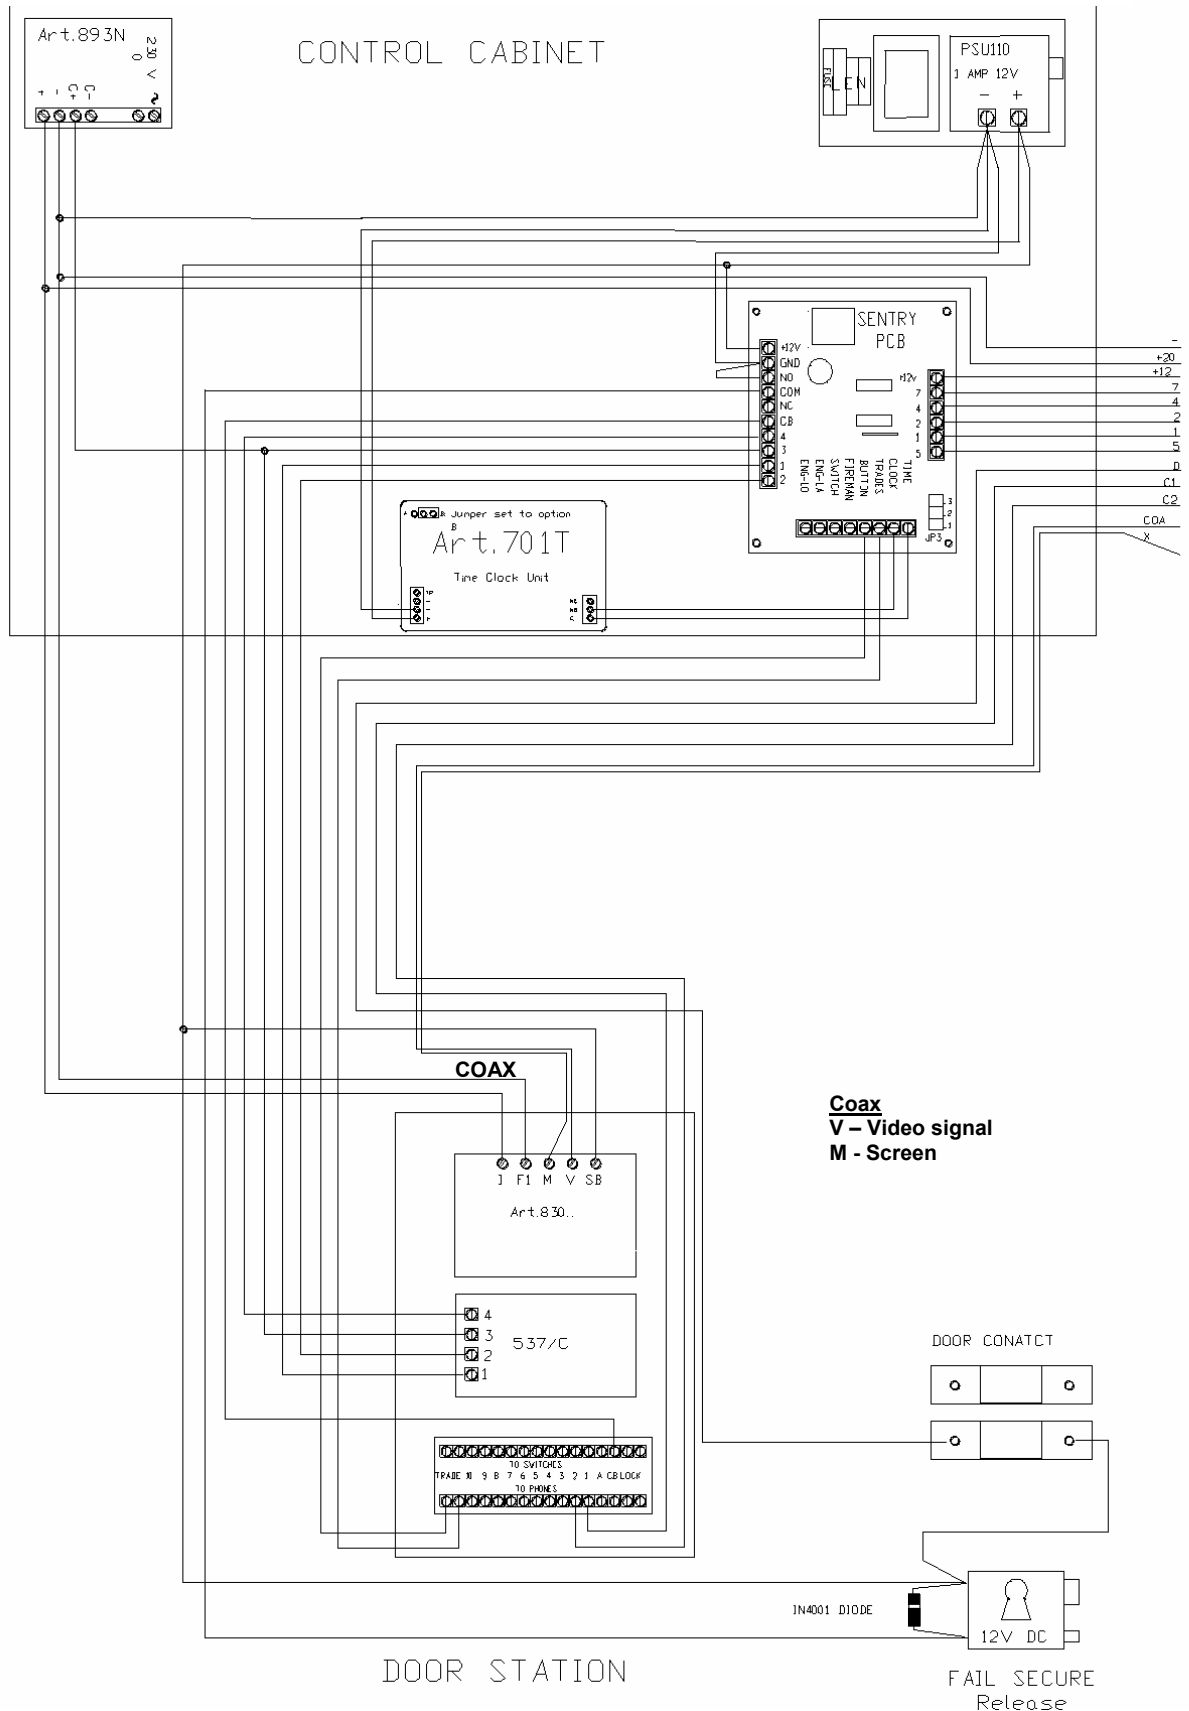 Art.893N
230 V ~
0
+ - C+ C-
CONTROL CABINET
FUSE
LEN
PSU110
1 AMP 12V
- +
SENTRY
PCB
+12V
GND
NO
COM
NC
CB
4
3
1
2
+12v
7
4
2
1
5
ENG-LO
ENG-LA
SWITCH
FIREMAN
BUTTON
TRADES
CLOCK
TIME
3
2
1
JP3
-
+20
+12
7
4
2
1
5
D
C1
C2
COA
X
A B Jumper set to option
B
Art.701T
Time Clock Unit
-
-
+
NC
NO
C
COAX
Coax
V – Video signal
M - Screen
1 F1 M V SB
Art.830..
4
3
2
1
537/C
TO SWITCHES
TRADE 10 9 8 7 6 5 4 3 2 1 A CB LOCK
TO PHONES
DOOR CONATCT
IN4001 DIODE
12V DC
DOOR STATION
FAIL SECURE
Release